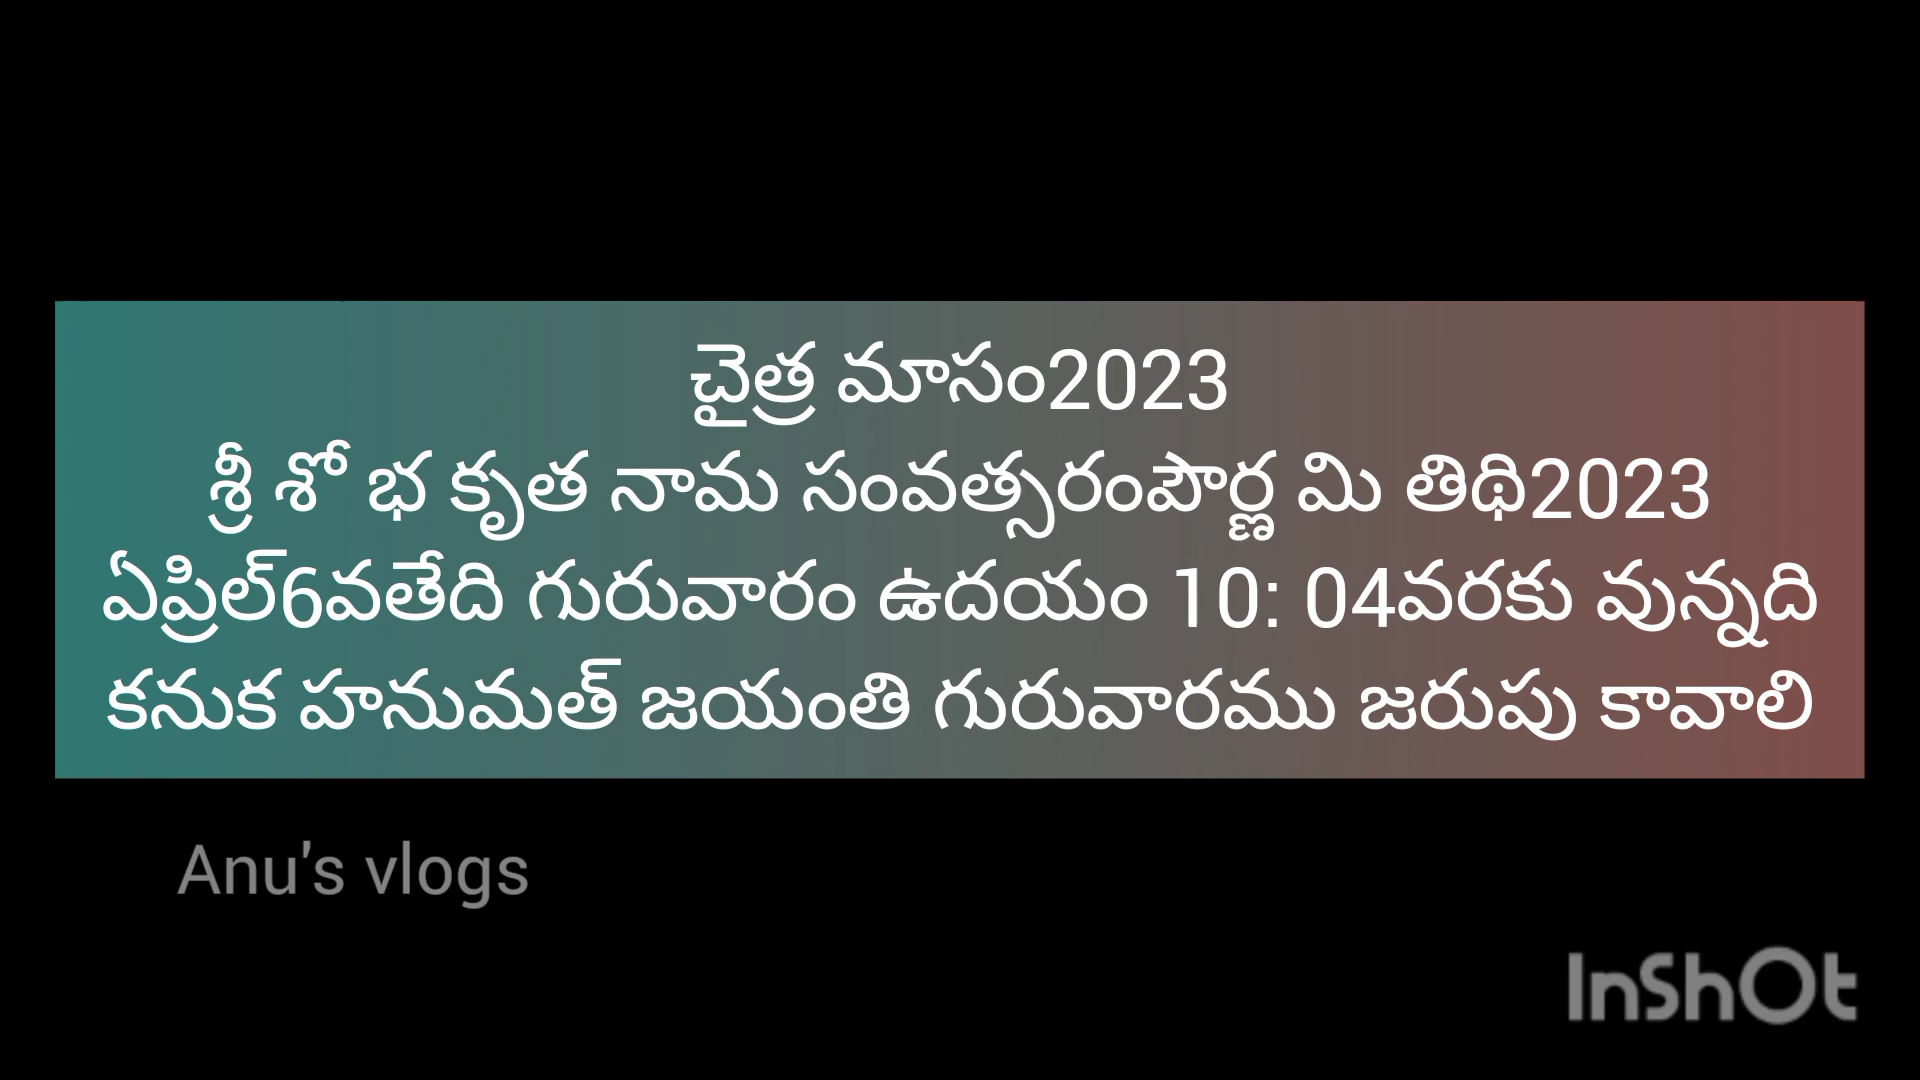 చైత్ర మాసం2023
శ్రీ శో భ కృత నామ సంవత్సరంపౌర్ణ మి తిథి2023
ఏప్రిల్6వతేది గురువారం ఉదయం 10: 04వరకు వున్నది
కనుక హనుమత్ జయంతి గురువారము జరుపు కావాలి
Anu's vlogs
InShOt